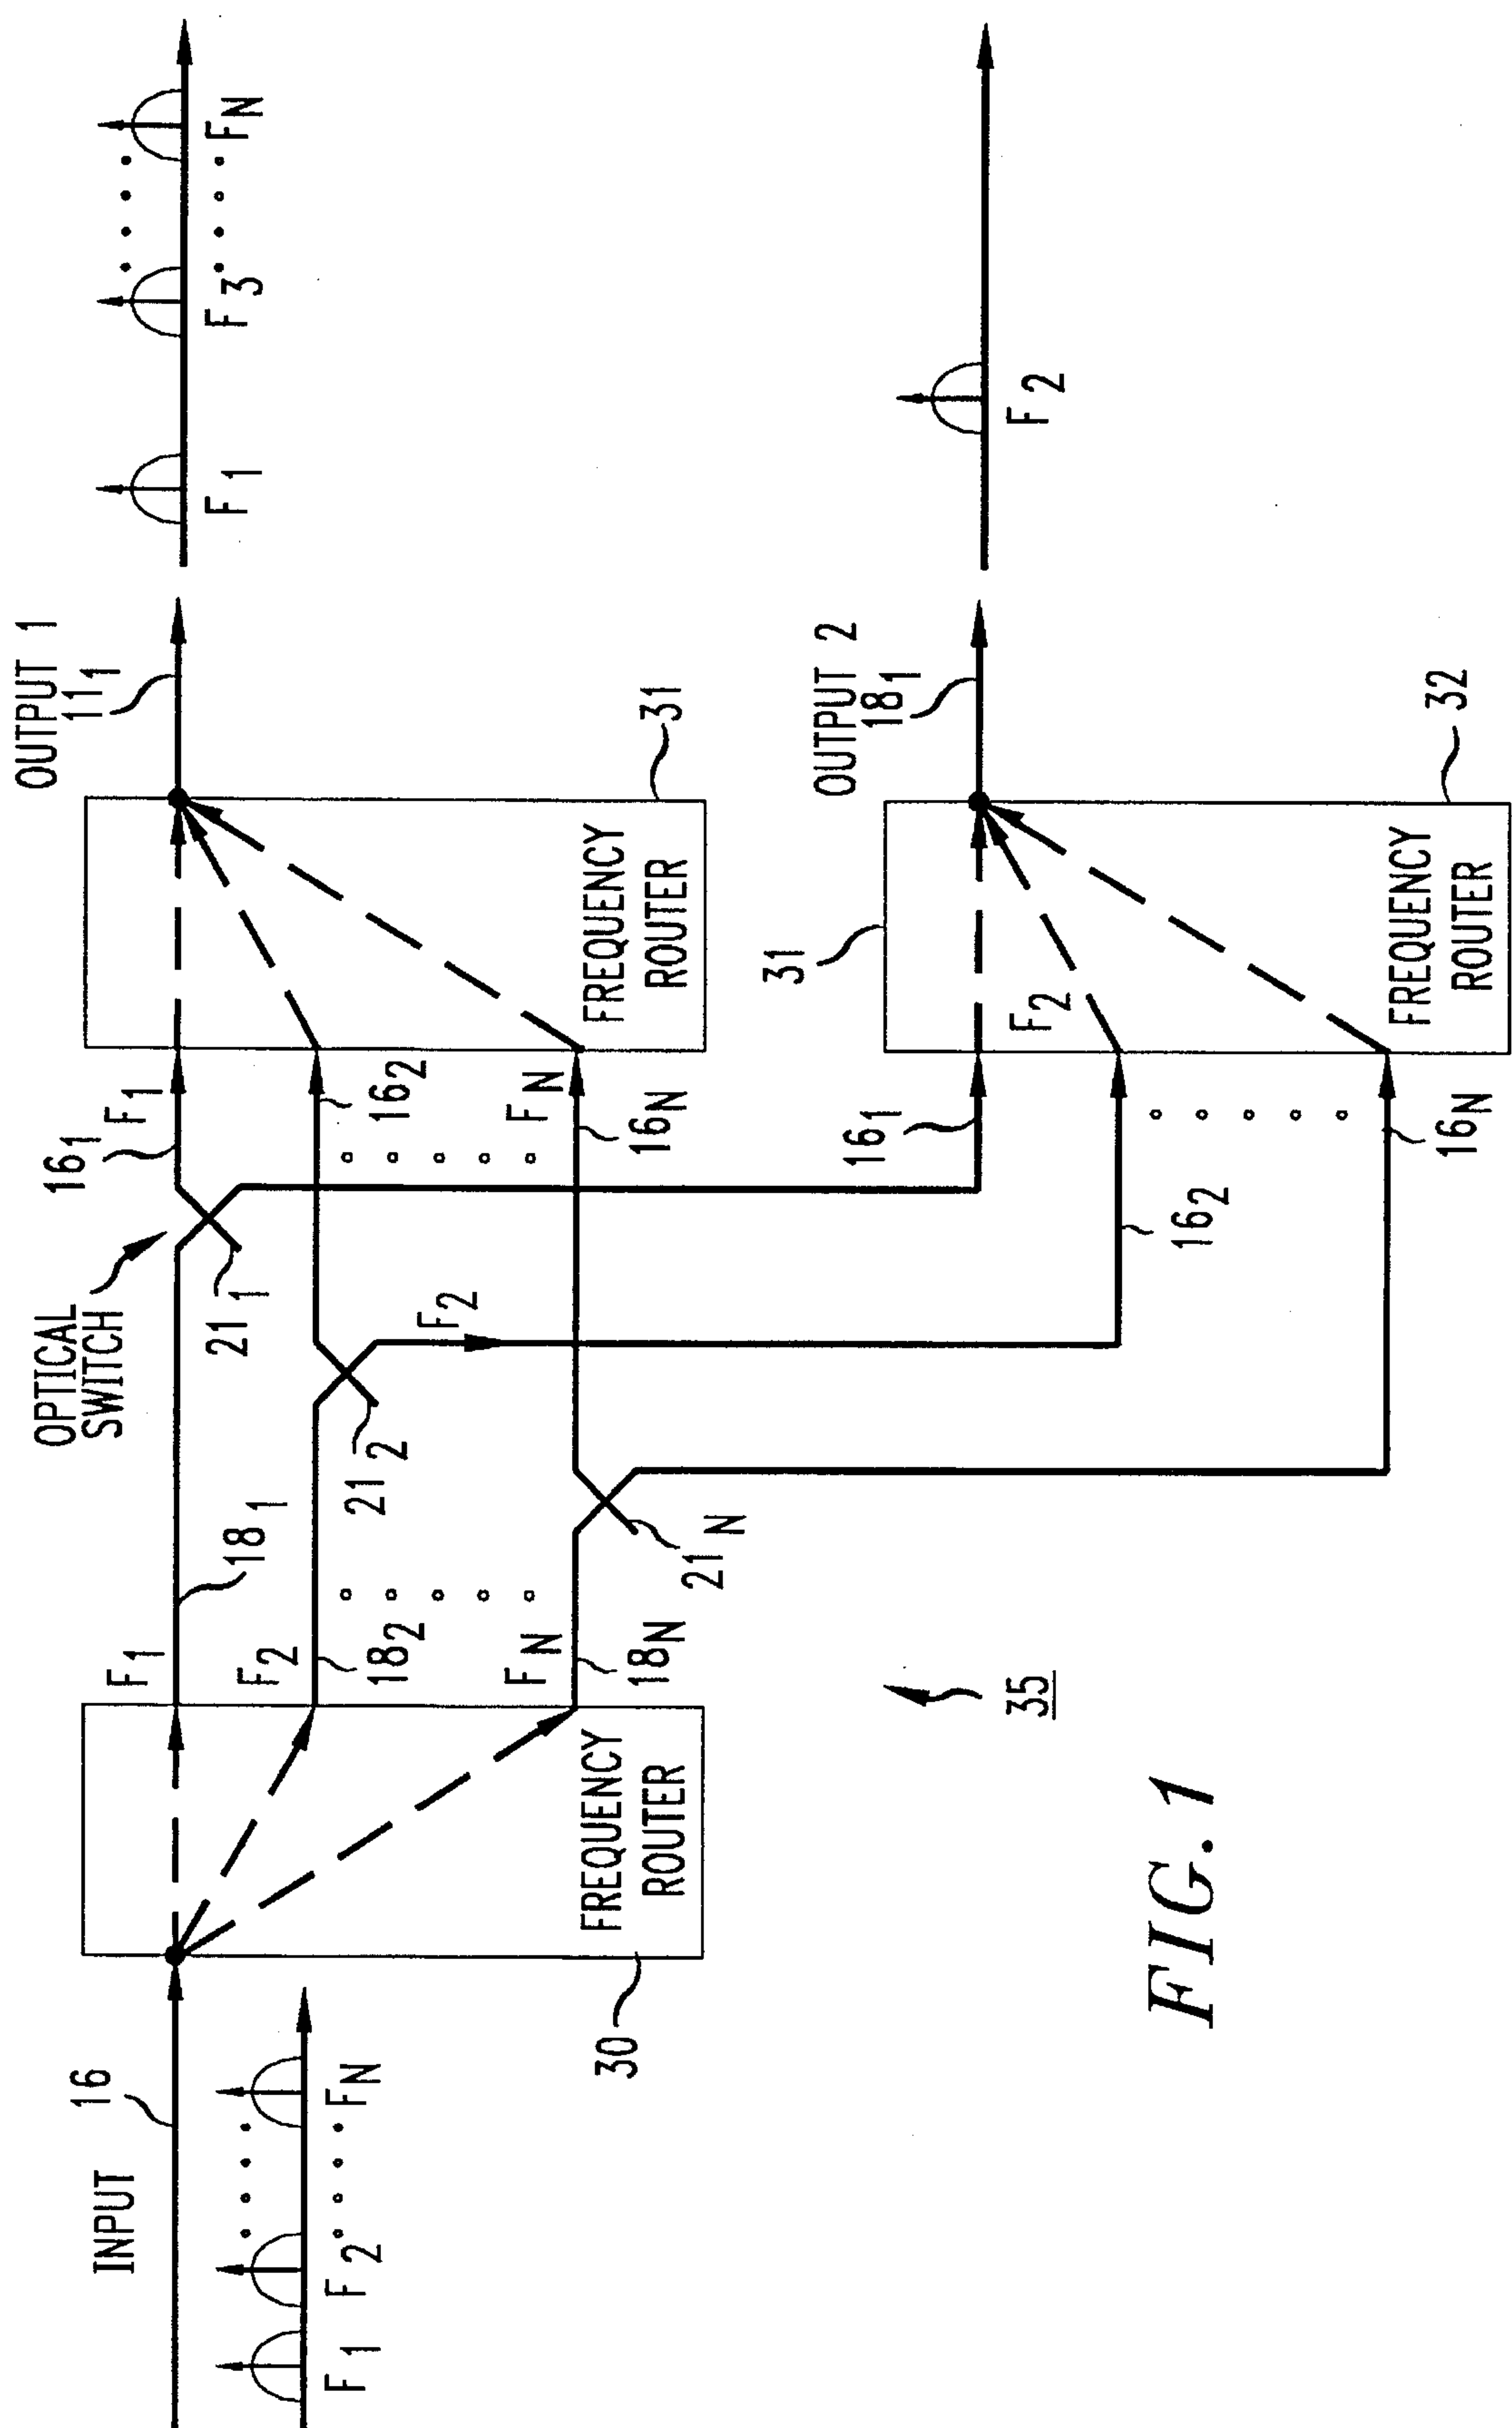 INPUT
16
F1
F2
FN
30
FREQUENCY
ROUTER
F1
F2
FN
181
182
18N
OPTICAL
SWITCH
211
212
21N
F2
161
F1
162
FN
16N
FREQUENCY
ROUTER
31
OUTPUT 1
111
F1
F3
FN
161
162
16N
31
F2
FREQUENCY
ROUTER
32
OUTPUT 2
181
F2
35
FIG. 1